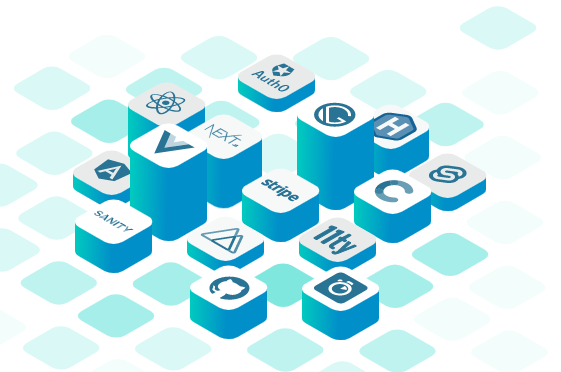 Auth0
NEXT.JS
H
A
stripe
C
SANITY
11ty